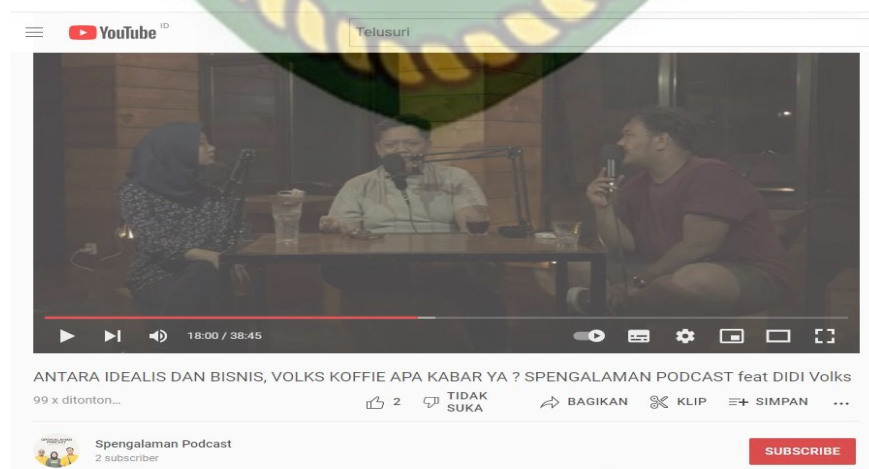 YouTube ID
Telusuri
18:00 / 38:45
ANTARA IDEALIS DAN BISNIS, VOLKS KOFFIE APA KABAR YA ? SPENGALAMAN PODCAST feat DIDI Volks
99 x ditonton...
2
TIDAK
SUKA
BAGIKAN
KLIP
SIMPAN
...
Spengalaman Podcast
2 subscriber
SUBSCRIBE